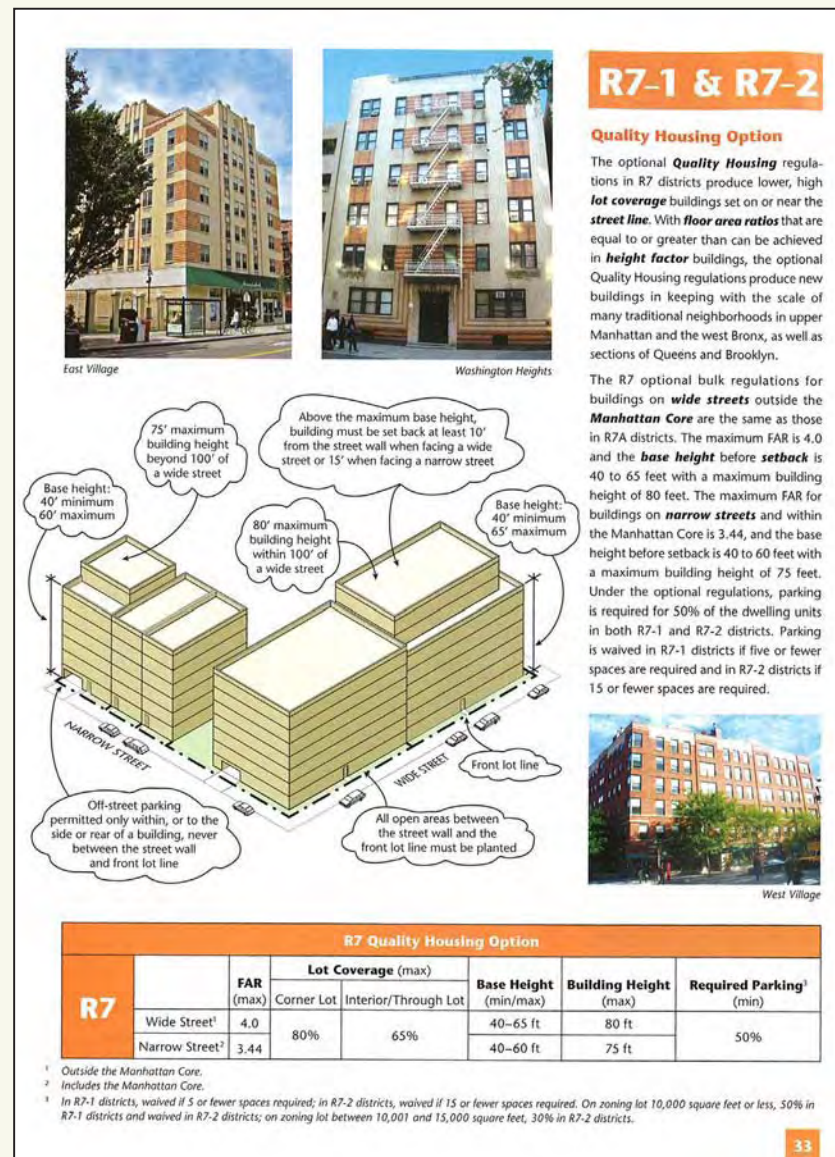 R7-1 & R7-2
Quality Housing Option
The optional Quality Housing regula-
tions in R7 districts produce lower, high
lot coverage buildings set on or near the
street line. With floor area ratios that are
equal to or greater than can be achieved
in height factor buildings, the optional
Quality Housing regulations produce new
buildings in keeping with the scale of
many traditional neighborhoods in upper
Manhattan and the west Bronx, as well as
sections of Queens and Brooklyn.
The R7 optional bulk regulations for
buildings on wide streets outside the
Manhattan Core are the same as those
in R7A districts. The maximum FAR is 4.0
and the base height before setback is
40 to 65 feet with a maximum building
height of 80 feet. The maximum FAR for
buildings on narrow streets and within
the Manhattan Core is 3.44, and the base
height before setback is 40 to 60 feet with
a maximum building height of 75 feet.
Under the optional regulations, parking
is required for 50% of the dwelling units
in both R7-1 and R7-2 districts. Parking
is waived in R7-1 districts if five or fewer
spaces are required and in R7-2 districts if
15 or fewer spaces are required.
East Village
Washington Heights
75’ maximum
building height
beyond 100’ of
a wide street
Above the maximum base height,
building must be set back at least 10’
from the street wall when facing a wide
street or 15’ when facing a narrow street
Base height:
40’ minimum
60’ maximum
80’ maximum
building height
within 100’ of
a wide street
Base height:
40’ minimum
65’ maximum
NARROW STREET
WIDE STREET
Front lot line
Off-street parking
permitted only within, or to the
side or rear of a building, never
between the street wall
and front lot line
All open areas between
the street wall and the
front lot line must be planted
West Village
R7 Quality Housing Option
R7
FAR
(max)
Lot Coverage (max)
Corner Lot
Interior/Through Lot
Base Height
(min/max)
Building Height
(max)
Required Parking³
(min)
Wide Street¹
4.0
80%
65%
40–65 ft
80 ft
50%
Narrow Street²
3.44
40–60 ft
75 ft
¹ Outside the Manhattan Core.
² Includes the Manhattan Core.
³ In R7-1 districts, waived if 5 or fewer spaces required; in R7-2 districts, waived if 15 or fewer spaces required. On zoning lot 10,000 square feet or less, 50% in
R7-1 districts and waived in R7-2 districts; on zoning lot between 10,001 and 15,000 square feet, 30% in R7-2 districts.
33